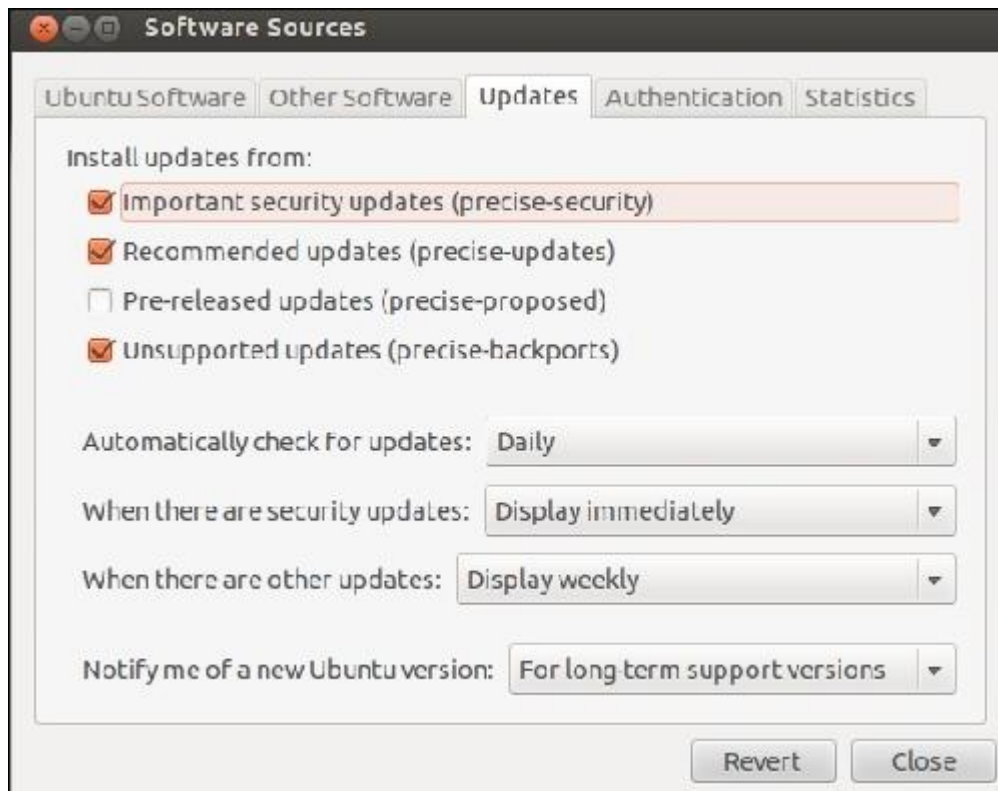 Software Sources
Ubuntu Software Other Software Updates Authentication Statistics
Install updates from:
Important security updates (precise-security)
Recommended updates (precise-updates)
Pre-released updates (precise-proposed)
Unsupported updates (precise-backports)
Automatically check for updates: Daily
When there are security updates: Display immediately
When there are other updates: Display weekly
Notify me of a new Ubuntu version: For long-term support versions
Revert Close